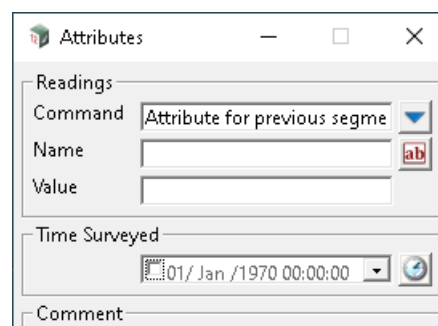 Attributes
Readings
Command Attribute for previous segme
Name ab
Value
Time Surveyed
01/ Jan /1970 00:00:00
Comment